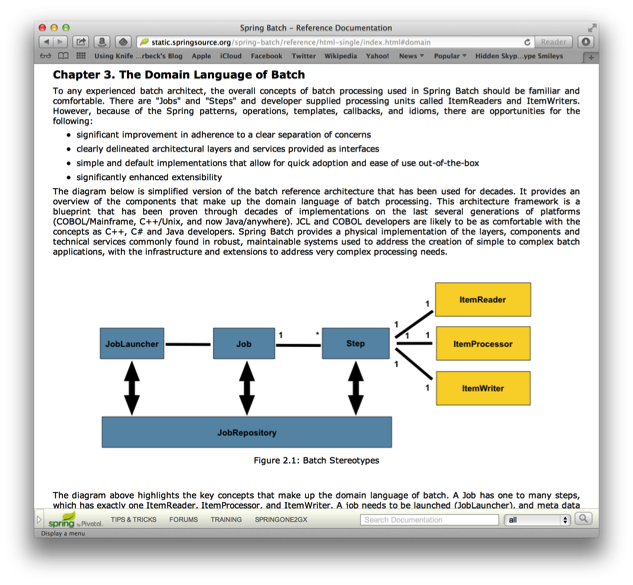 Spring Batch – Reference Documentation
static.springsource.org/spring-batch/reference/html-single/index.html#domain
Reader
Using Knife ...rbeck's Blog Apple iCloud Facebook Twitter Wikipedia Yahoo! News Popular Hidden Skyp...ype Smileys
Chapter 3. The Domain Language of Batch
To any experienced batch architect, the overall concepts of batch processing used in Spring Batch should be familiar and
comfortable. There are "Jobs" and "Steps" and developer supplied processing units called ItemReaders and ItemWriters.
However, because of the Spring patterns, operations, templates, callbacks, and idioms, there are opportunities for the
following:
• significant improvement in adherence to a clear separation of concerns
• clearly delineated architectural layers and services provided as interfaces
• simple and default implementations that allow for quick adoption and ease of use out-of-the-box
• significantly enhanced extensibility
The diagram below is simplified version of the batch reference architecture that has been used for decades. It provides an
overview of the components that make up the domain language of batch processing. This architecture framework is a
blueprint that has been proven through decades of implementations on the last several generations of platforms
(COBOL/Mainframe, C++/Unix, and now Java/anywhere). JCL and COBOL developers are likely to be as comfortable with the
concepts as C++, C# and Java developers. Spring Batch provides a physical implementation of the layers, components and
technical services commonly found in robust, maintainable systems used to address the creation of simple to complex batch
applications, with the infrastructure and extensions to address very complex processing needs.
ItemReader
1
1
JobLauncher
Job
1
*
Step
1
1
ItemProcessor
1
1
ItemWriter
JobRepository
Figure 2.1: Batch Stereotypes
The diagram above highlights the key concepts that make up the domain language of batch. A Job has one to many steps,
which has exactly one ItemReader, ItemProcessor, and ItemWriter. A job needs to be launched (JobLauncher), and meta data
spring by Pivotal. TIPS & TRICKS FORUMS TRAINING SPRINGONE2GX Search Documentation all
Display a menu